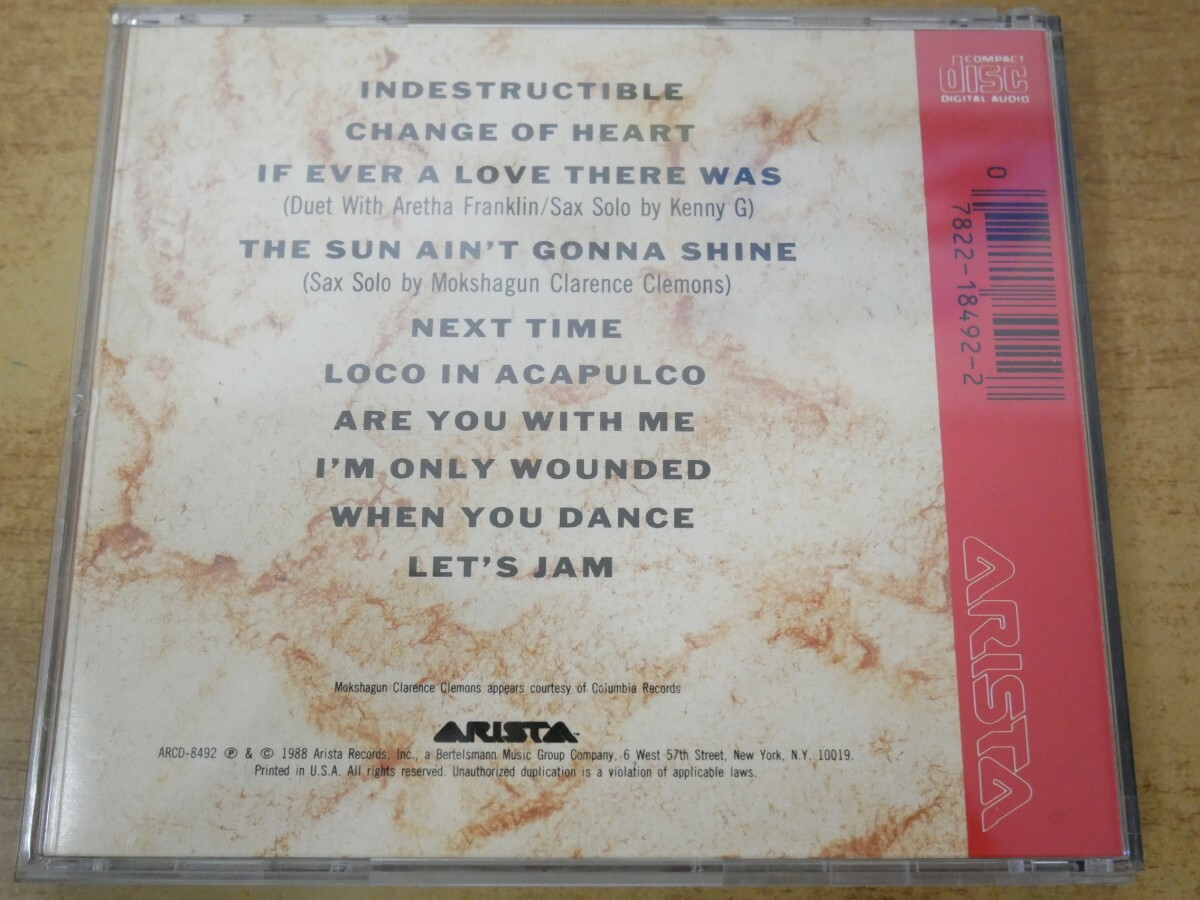 INDESTRUCTIBLE
CHANGE OF HEART
IF EVER A LOVE THERE WAS
(Duet With Aretha Franklin/Sax Solo by Kenny G)
THE SUN AIN'T GONNA SHINE
(Sax Solo by Mokshagun Clarence Clemons)
NEXT TIME
LOCO IN ACAPULCO
ARE YOU WITH ME
I'M ONLY WOUNDED
WHEN YOU DANCE
LET'S JAM
Mokshagun Clarence Clemons appears courtesy of Columbia Records
ARISTA™
ARCD-8492 ℗ & © 1988 Arista Records, Inc., a Bertelsmann Music Group Company, 6 West 57th Street, New York, N.Y. 10019.
Printed in U.S.A. All rights reserved. Unauthorized duplication is a violation of applicable laws.
COMPACT
disc
DIGITAL AUDIO
0
7822-18492-2
ARISTA